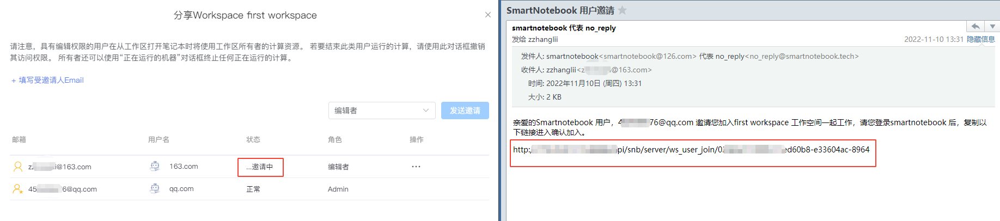 分享Workspace first workspace
请注意，具有编辑权限的用户在从工作区打开笔记本时将使用工作区所有者的计算资源。 若要结束此类用户运行的计算，请使用此对话框撤销
其访问权限。 所有者还可以使用“正在运行的机器”对话框终止任何正在运行的计算。
+ 填写受邀请人Email
编辑者
发送邀请
邮箱 用户名 状态 角色 操作
z i@163.com 163.com ...邀请中 编辑者 ···
45 6@qq.com qq.com 正常 Admin
SmartNotebook 用户邀请
smartnotebook 代表 no_reply
发给 zzhanglii 2022-11-10 13:31 隐藏信息
发件人: smartnotebook<smartnotebook@126.com> 代表 no_reply<no_reply@smartnotebook.tech>
收件人: zzhanglii<z @163.com>
时间: 2022年11月10日 (周四) 13:31
大小: 2 KB
亲爱的Smartnotebook 用户，4 76@qq.com 邀请您加入first workspace 工作空间一起工作，请您登录smartnotebook 后，复制以
下链接进入确认加入。
http:/ pi/snb/server/ws_user_join/0 ed60b8-e33604ac-8964